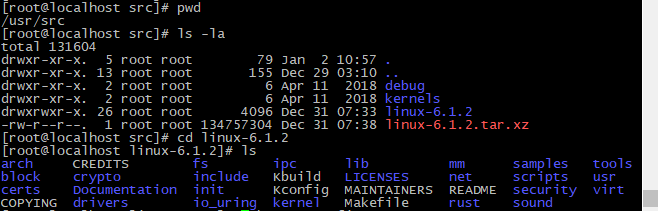 [root@localhost src]# pwd
/usr/src
[root@localhost src]# ls -la
total 131604
drwxr-xr-x.  5 root root        79 Jan  2 10:57 .
drwxr-xr-x. 13 root root       155 Dec 29 03:10 ..
drwxr-xr-x.  2 root root         6 Apr 11  2018 debug
drwxr-xr-x.  2 root root         6 Apr 11  2018 kernels
drwxrwxr-x. 26 root root      4096 Dec 31 07:33 linux-6.1.2
-rw-r--r--.  1 root root 134757304 Dec 31 07:38 linux-6.1.2.tar.xz
[root@localhost src]# cd linux-6.1.2
[root@localhost linux-6.1.2]# ls
arch     CREDITS        fs        ipc      lib          mm      samples   tools
block    crypto         include   Kbuild   LICENSES     net     scripts   usr
certs    Documentation  init      Kconfig  MAINTAINERS  README  security  virt
COPYING  drivers        io_uring  kernel   Makefile     rust    sound